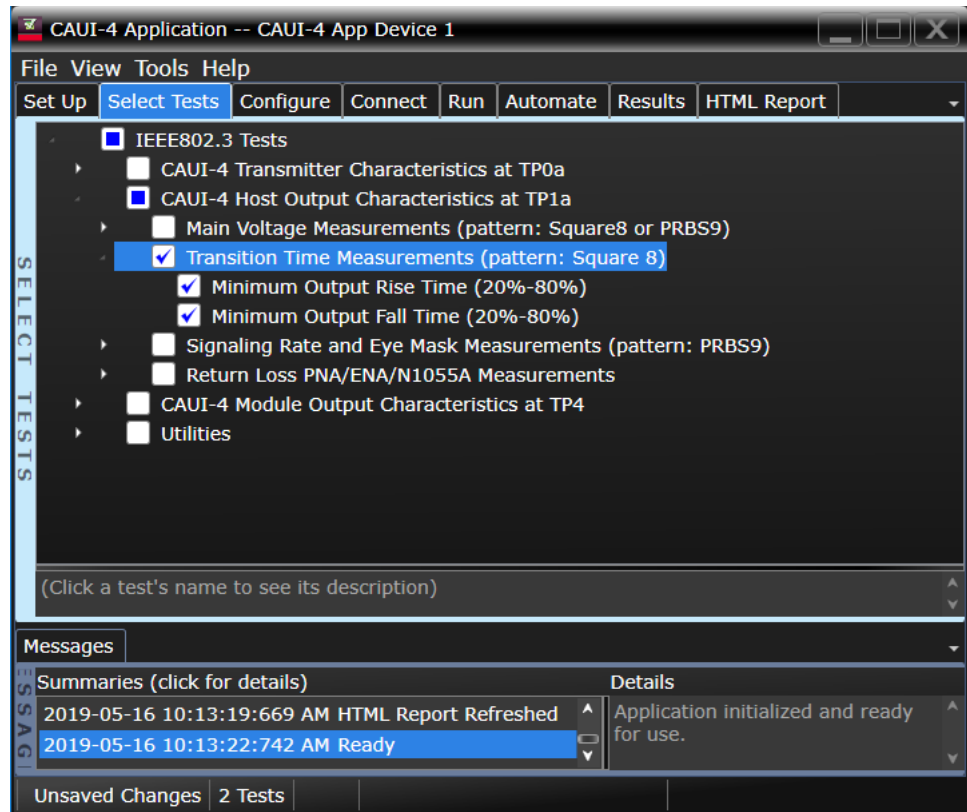 CAUI-4 Application -- CAUI-4 App Device 1
File View Tools Help
Set Up Select Tests Configure Connect Run Automate Results HTML Report
SELECT TESTS
IEEE802.3 Tests
CAUI-4 Transmitter Characteristics at TP0a
CAUI-4 Host Output Characteristics at TP1a
Main Voltage Measurements (pattern: Square8 or PRBS9)
Transition Time Measurements (pattern: Square 8)
Minimum Output Rise Time (20%-80%)
Minimum Output Fall Time (20%-80%)
Signaling Rate and Eye Mask Measurements (pattern: PRBS9)
Return Loss PNA/ENA/N1055A Measurements
CAUI-4 Module Output Characteristics at TP4
Utilities
(Click a test's name to see its description)
Messages
ESSAG
Summaries (click for details)
2019-05-16 10:13:19:669 AM HTML Report Refreshed
2019-05-16 10:13:22:742 AM Ready
Details
Application initialized and ready
for use.
Unsaved Changes 2 Tests